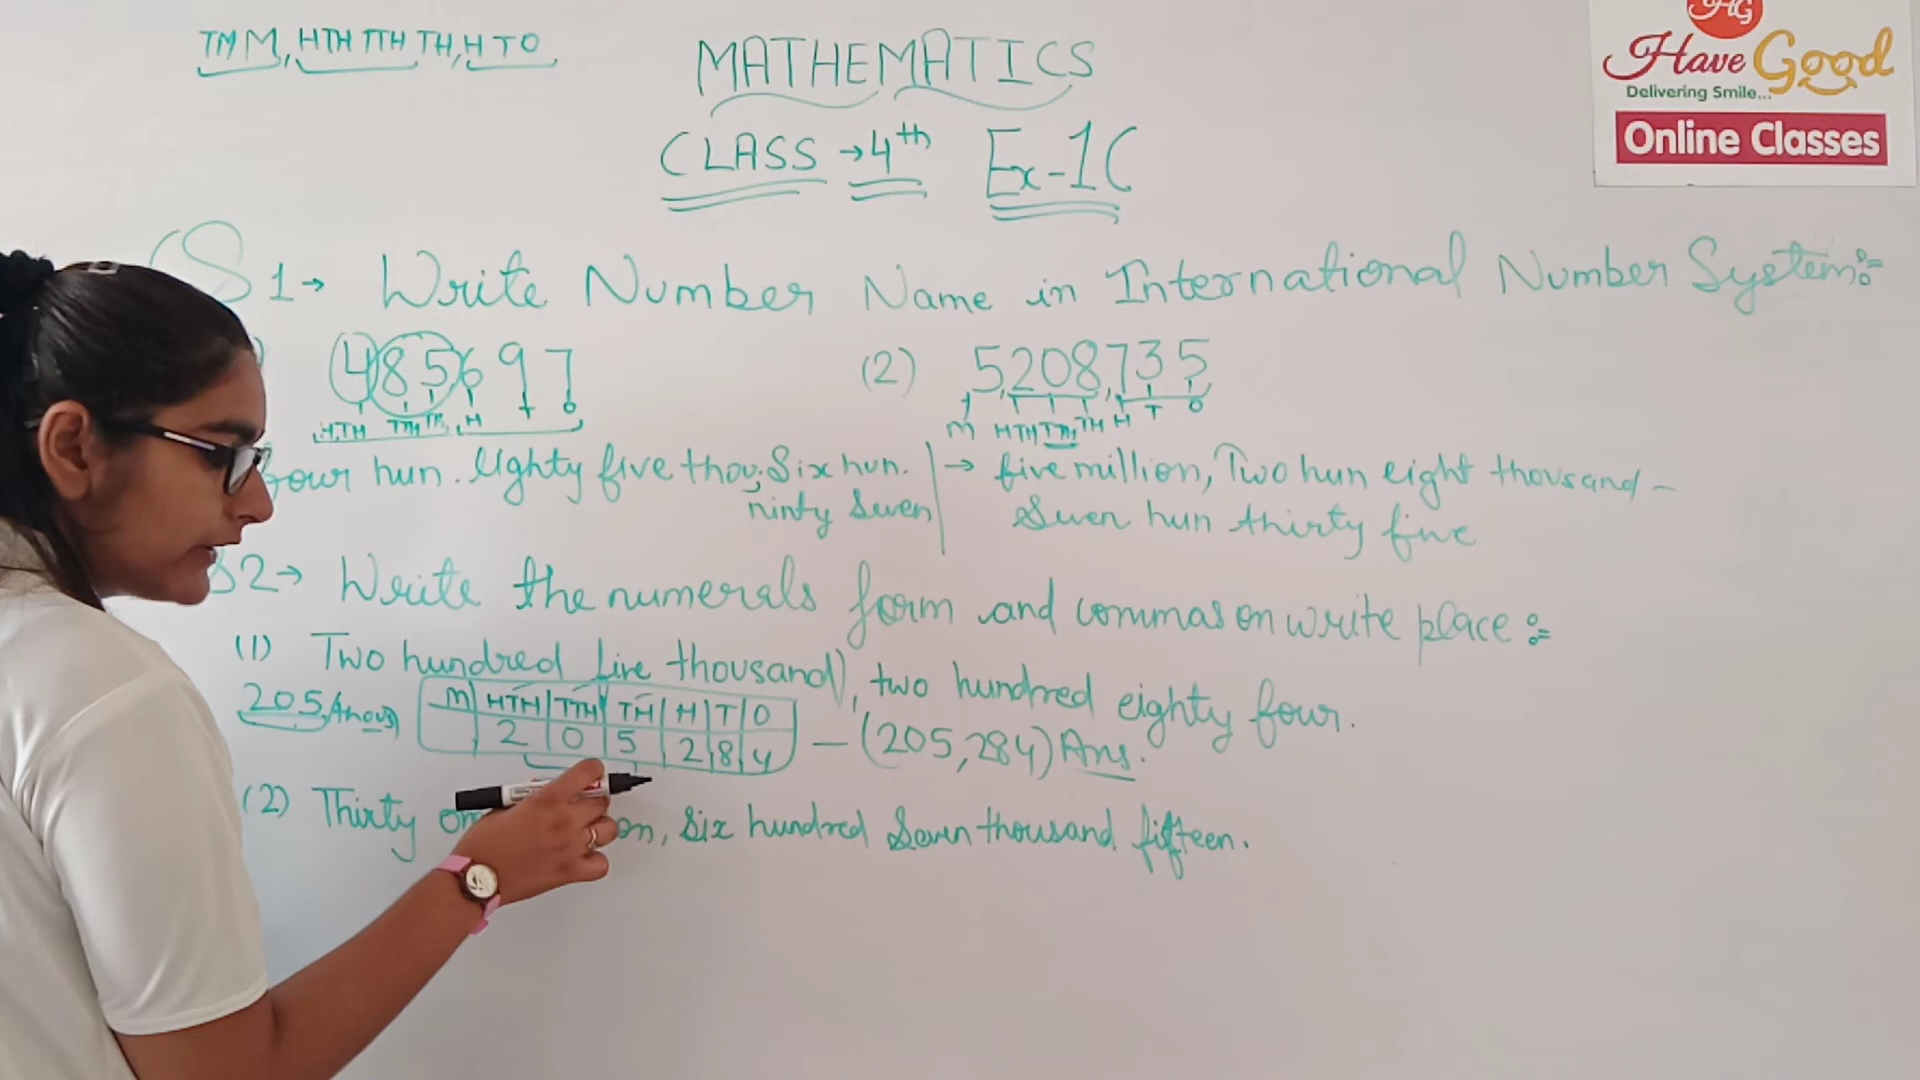 TM M, HTH TTH TH, H T O
MATHEMATICS
CLASS → 4th Ex-1C
HG
Have Good
Delivering Smile...
Online Classes
1→ Write Number Name in International Number System:=
485,697
H.TH TTH TH H T O
four hun. Eighty five thou, Six hun.
ninty Seven
(2) 5,208,735
M HTH TTH TH H T O
→ five million, Two hun eight thousand -
Seven hun thirty five
2→ Write the numerals form and commas on write place:=
(1) Two hundred five thousand), two hundred eighty four.
205,
M HTH TTH TH H T O
2 0 5 2 8 4 — (205,284) Ans.
(2) Thirty on, Six hundred Seven thousand fifteen.